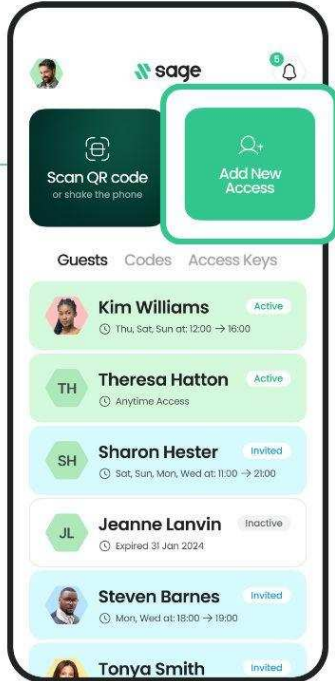 sage
5
Scan QR code
or shake the phone
Add New
Access
Guests Codes Access Keys
Kim Williams Active
Thu, Sat, Sun at: 12:00 → 16:00
TH Theresa Hatton Active
Anytime Access
SH Sharon Hester Invited
Sat, Sun, Mon, Wed at: 11:00 → 21:00
JL Jeanne Lanvin Inactive
Expired 31 Jan 2024
Steven Barnes Invited
Mon, Wed at: 18:00 → 19:00
Tonya Smith Invited